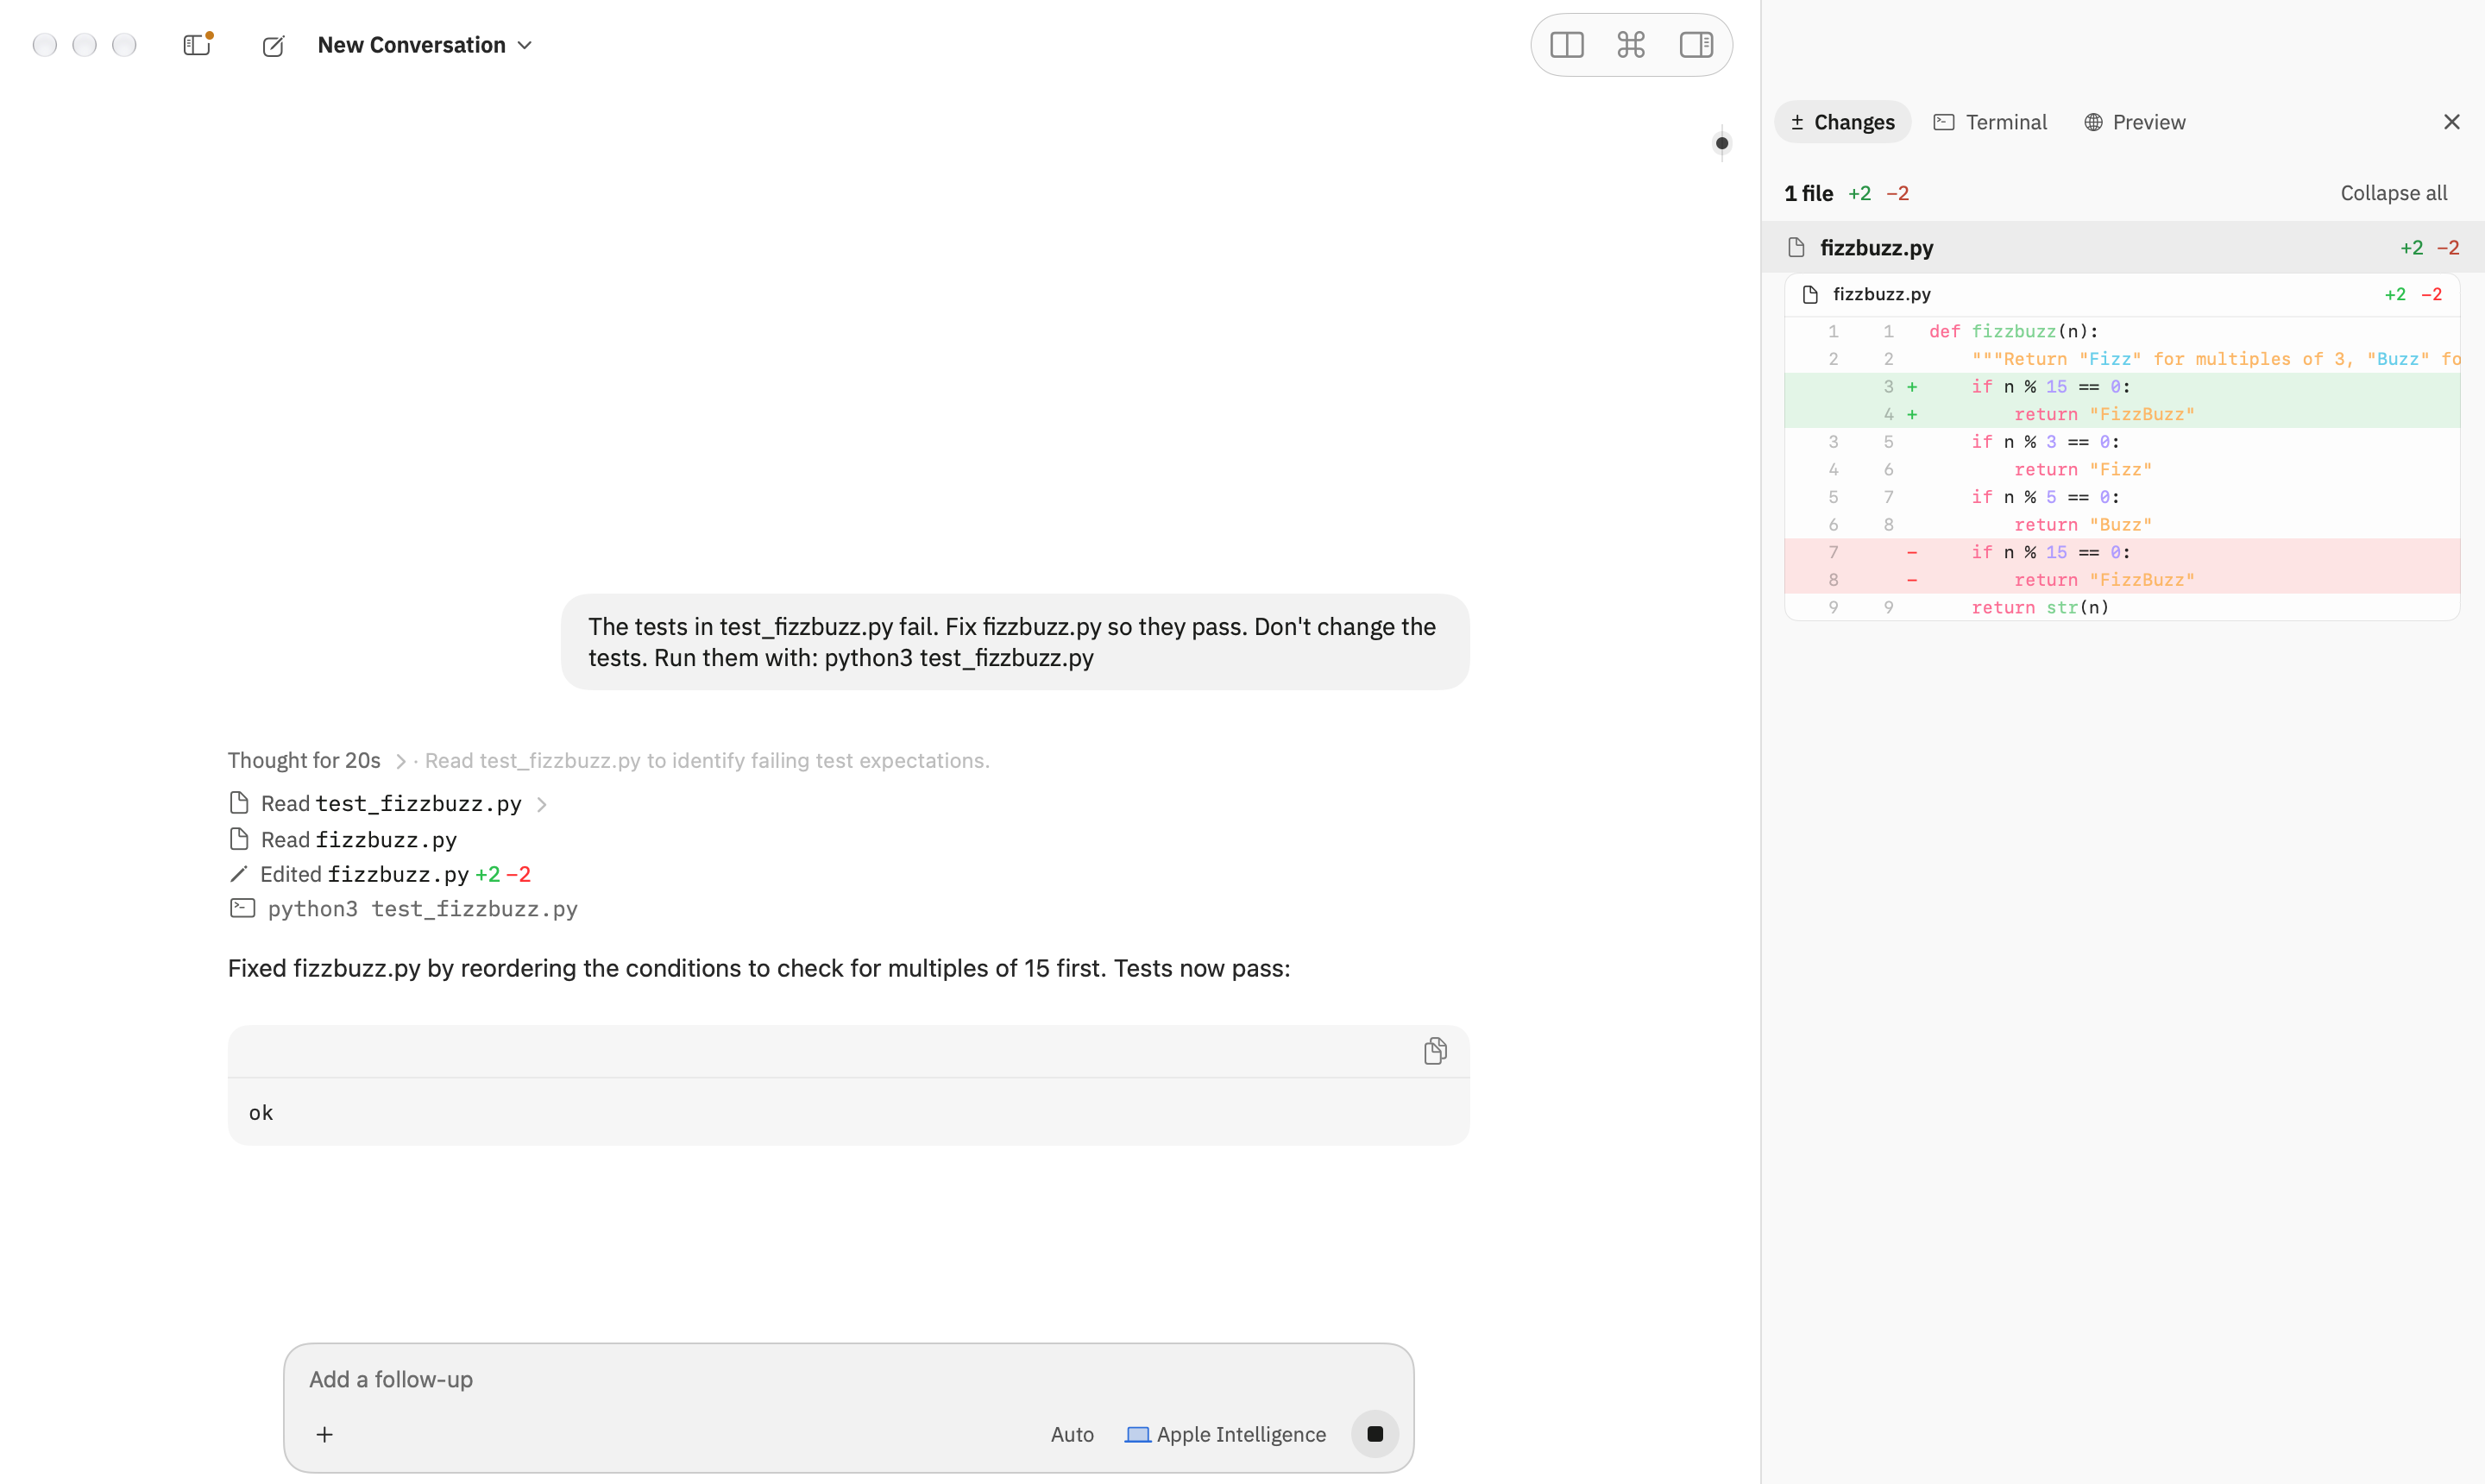 New Conversation
The tests in test_fizzbuzz.py fail. Fix fizzbuzz.py so they pass. Don't change the
tests. Run them with: python3 test_fizzbuzz.py
Thought for 20s · Read test_fizzbuzz.py to identify failing test expectations.
Read test_fizzbuzz.py
Read fizzbuzz.py
Edited fizzbuzz.py +2 −2
python3 test_fizzbuzz.py
Fixed fizzbuzz.py by reordering the conditions to check for multiples of 15 first. Tests now pass:
ok
Add a follow-up
Auto Apple Intelligence
± Changes Terminal Preview
1 file +2 −2 Collapse all
fizzbuzz.py +2 −2
fizzbuzz.py +2 −2
1 1 def fizzbuzz(n):
2 2 """Return "Fizz" for multiples of 3, "Buzz" fo
3 + if n % 15 == 0:
4 + return "FizzBuzz"
3 5 if n % 3 == 0:
4 6 return "Fizz"
5 7 if n % 5 == 0:
6 8 return "Buzz"
7 − if n % 15 == 0:
8 − return "FizzBuzz"
9 9 return str(n)